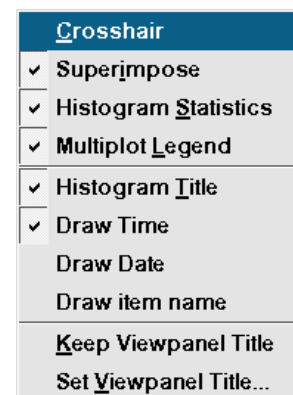 Crosshair
Superimpose
Histogram Statistics
Multiplot Legend
Histogram Title
Draw Time
Draw Date
Draw item name
Keep Viewpanel Title
Set Viewpanel Title...